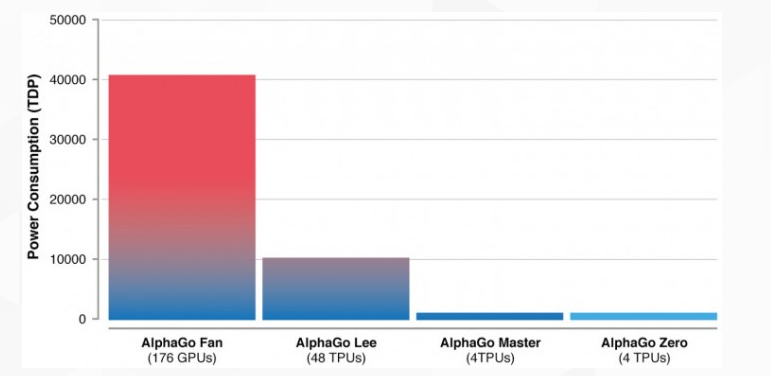 50000
40000
30000
20000
10000
0
Power Consumption (TDP)
AlphaGo Fan
(176 GPUs)
AlphaGo Lee
(48 TPUs)
AlphaGo Master
(4TPUs)
AlphaGo Zero
(4 TPUs)